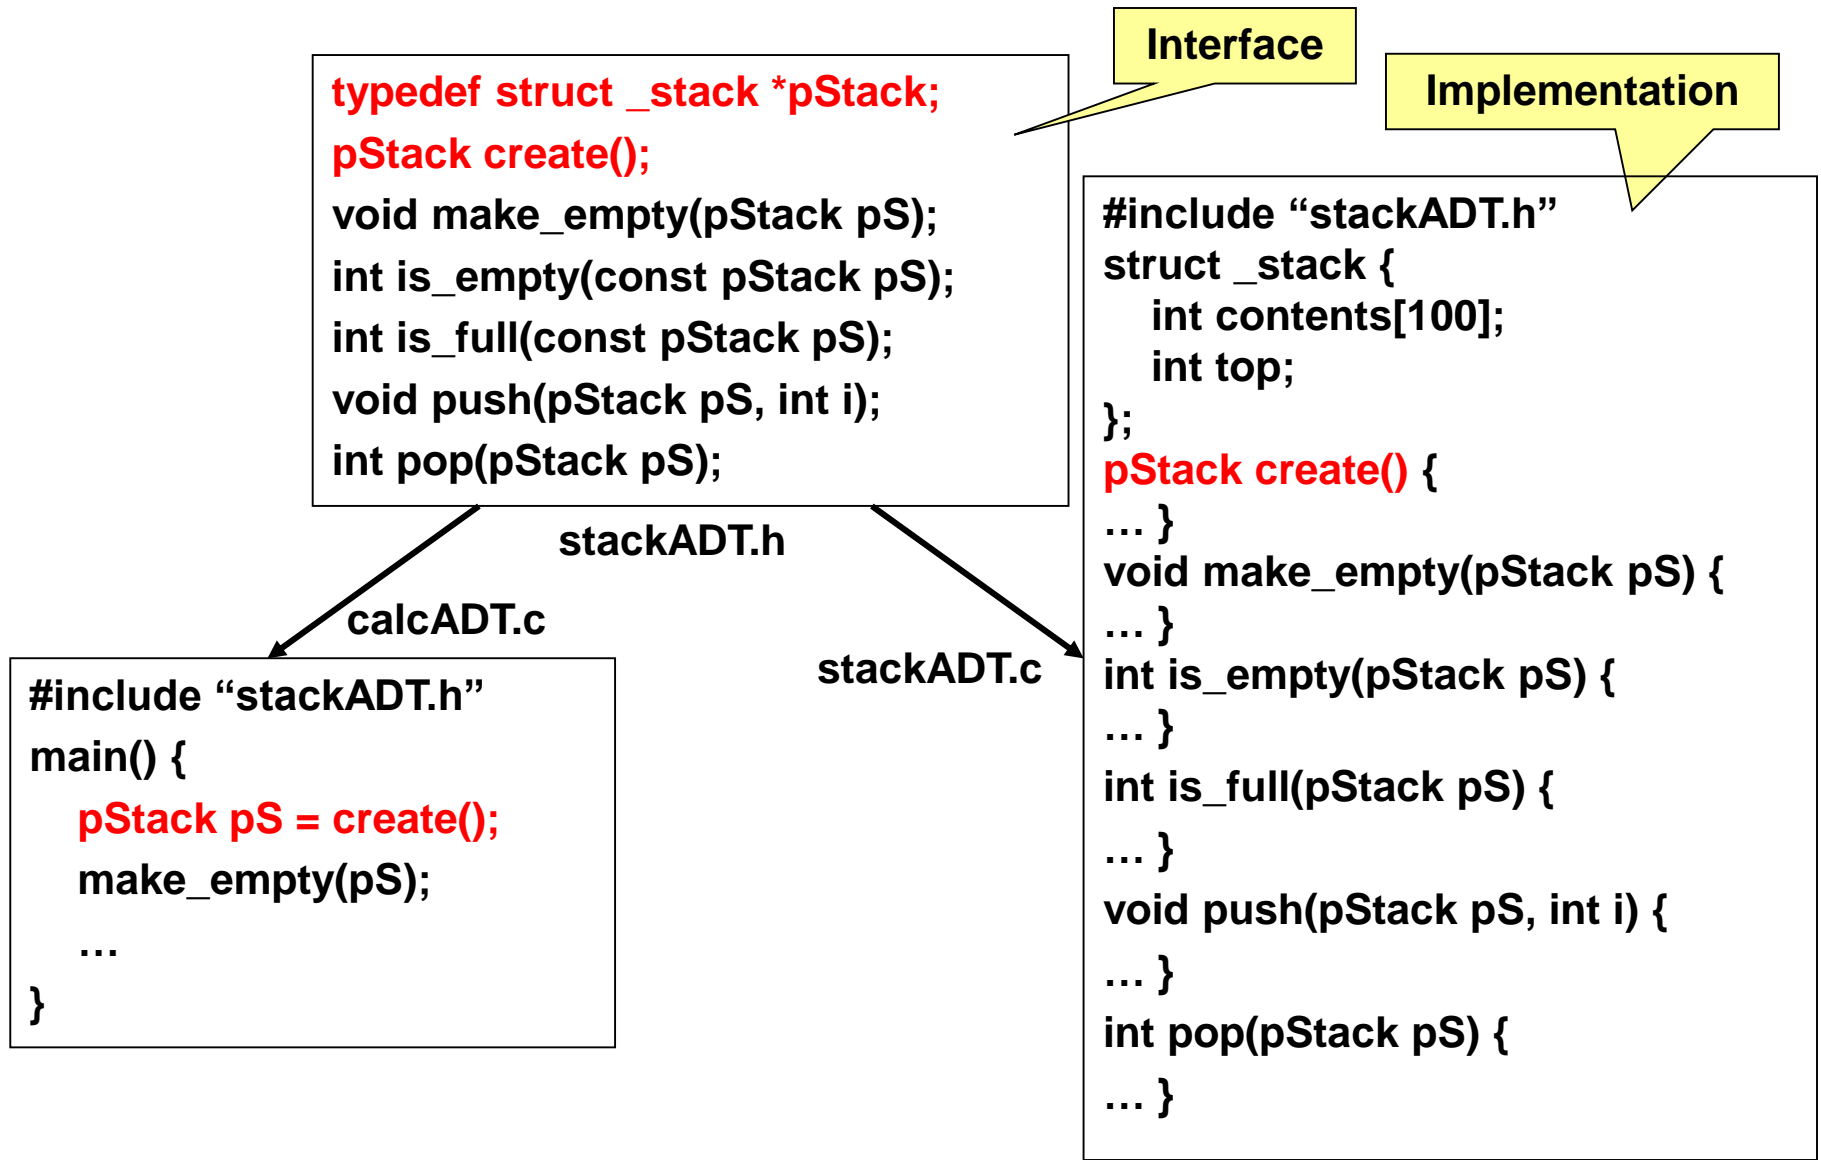 Interface
Implementation
typedef struct _stack *pStack;
pStack create();
void make_empty(pStack pS);
int is_empty(const pStack pS);
int is_full(const pStack pS);
void push(pStack pS, int i);
int pop(pStack pS);
stackADT.h
calcADT.c
#include “stackADT.h”
main() {
pStack pS = create();
make_empty(pS);
…
}
stackADT.c
#include “stackADT.h”
struct _stack {
int contents[100];
int top;
};
pStack create() {
… }
void make_empty(pStack pS) {
… }
int is_empty(pStack pS) {
… }
int is_full(pStack pS) {
… }
void push(pStack pS, int i) {
… }
int pop(pStack pS) {
… }